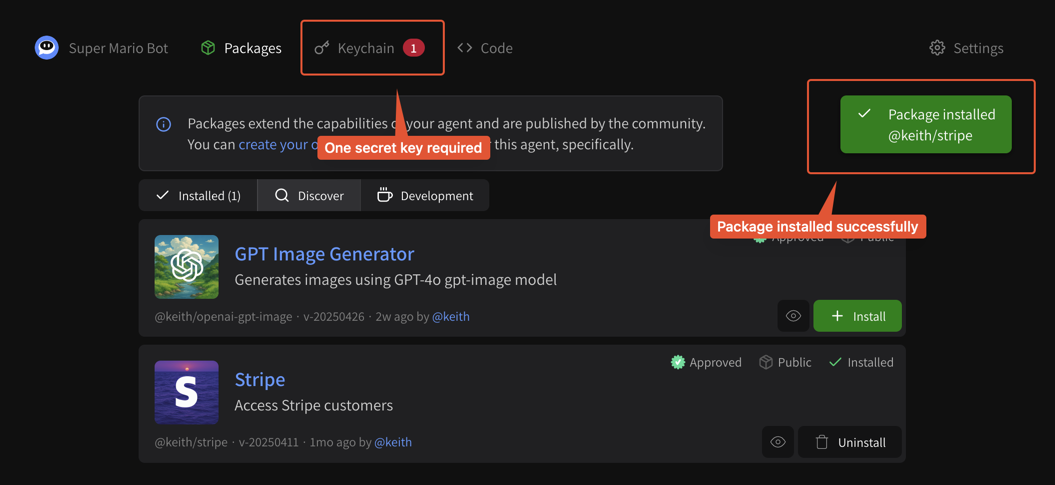 Super Mario Bot
Packages
Keychain 1
Code
Settings
Package installed
@keith/stripe
Packages extend the capabilities of your agent and are published by the community.
You can create your o
this agent, specifically.
One secret key required
Installed (1)
Discover
Development
Package installed successfully
Approved
Public
GPT Image Generator
Generates images using GPT-4o gpt-image model
@keith/openai-gpt-image · v-20250426 · 2w ago by @keith
Install
Approved
Public
Installed
S
Stripe
Access Stripe customers
@keith/stripe · v-20250411 · 1mo ago by @keith
Uninstall